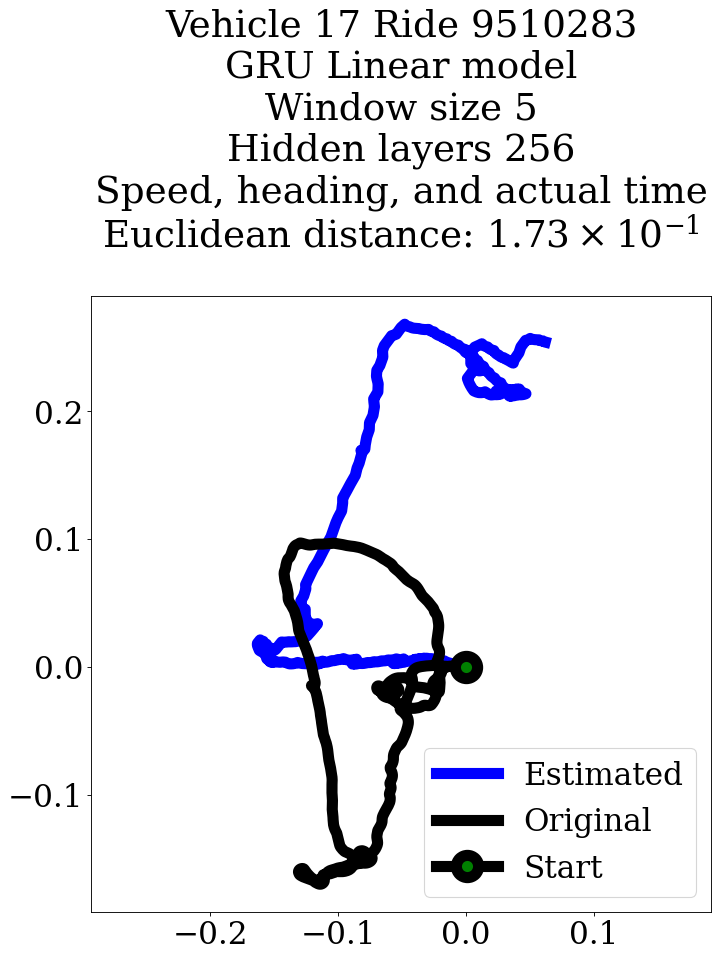 Vehicle 17 Ride 9510283
GRU Linear model
Window size 5
Hidden layers 256
Speed, heading, and actual time
Euclidean distance: 1.73 × 10⁻¹
0.2
0.1
0.0
−0.1
Estimated
Original
Start
−0.2 −0.1 0.0 0.1